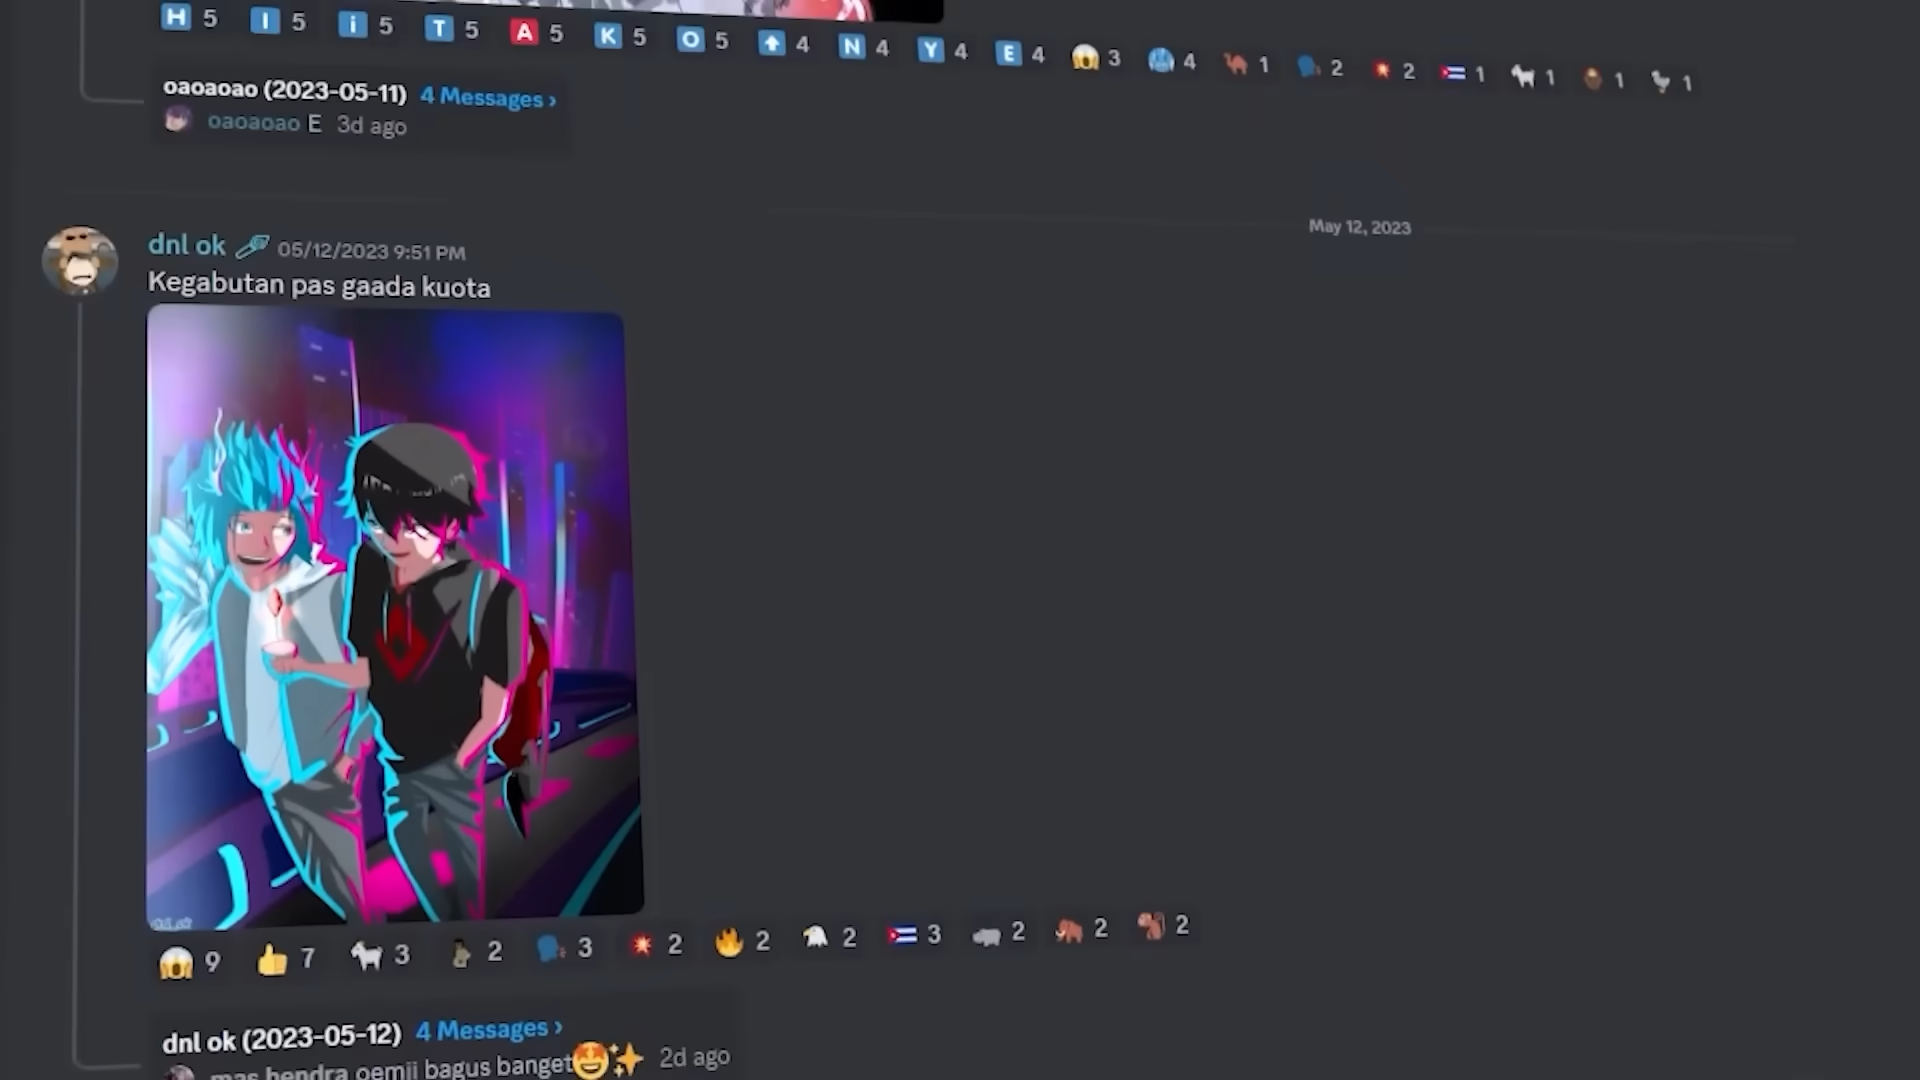 H 5 I 5 i 5 T 5 A 5 K 5 O 5 4 N 4 Y 4 E 4 3 4 1 2 2 1 1 1 1
oaoaoao (2023-05-11) 4 Messages ›
oaoaoao E 3d ago
May 12, 2023
dnl ok 05/12/2023 9:51 PM
Kegabutan pas gaada kuota
9 7 3 2 3 2 2 2 3 2 2 2
dnl ok (2023-05-12) 4 Messages ›
mas hendra oemji bagus banget 2d ago